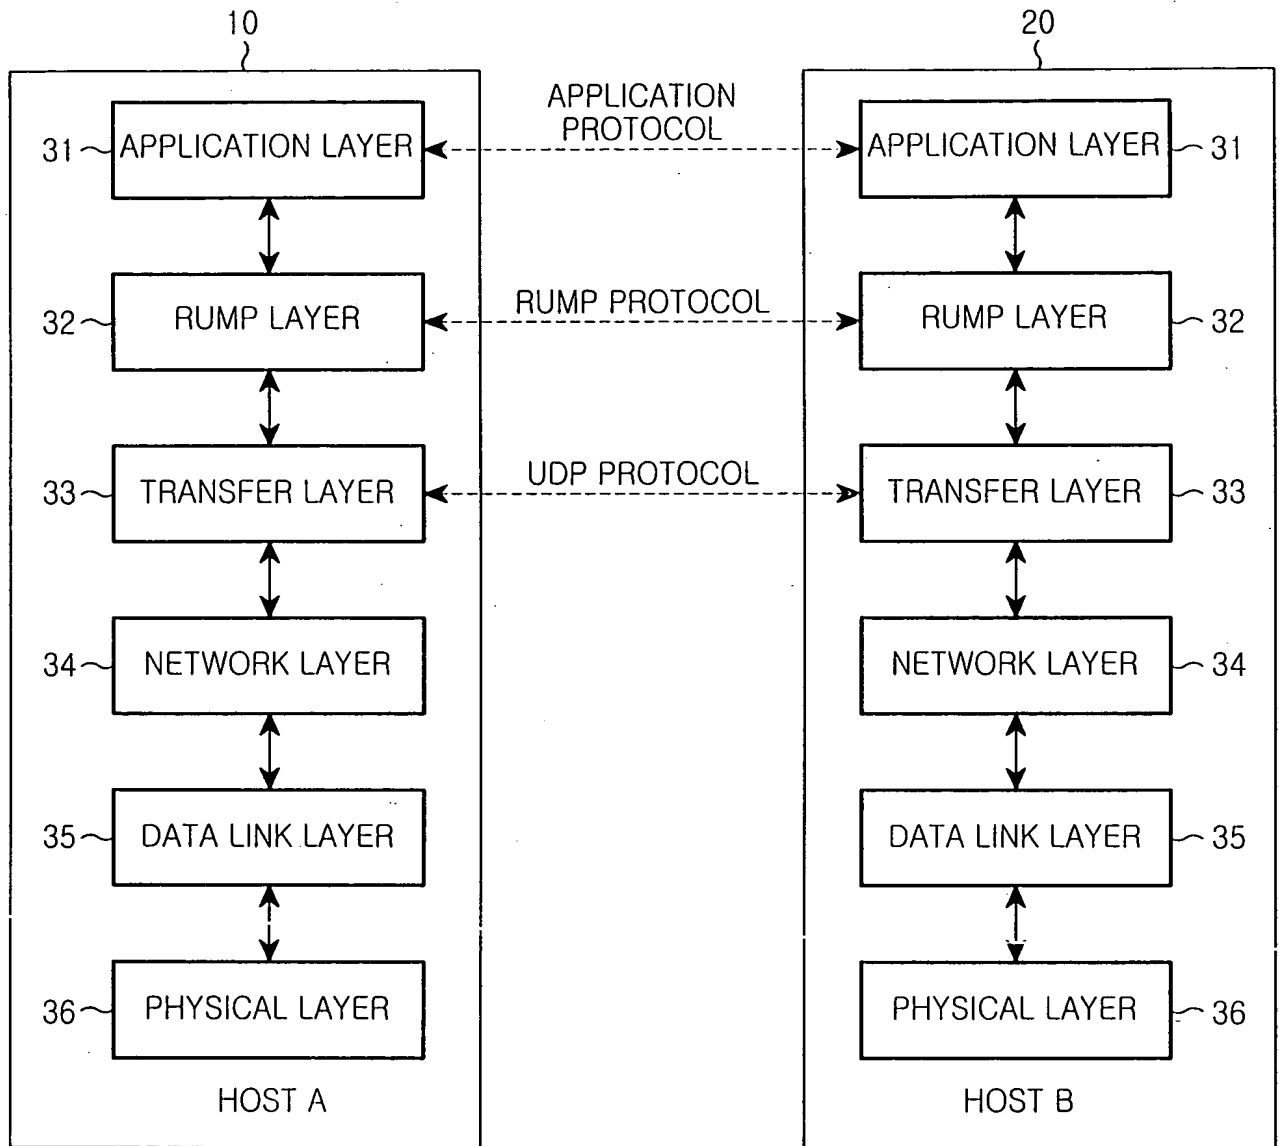 10
20
APPLICATION
PROTOCOL
31
APPLICATION LAYER
APPLICATION LAYER
31
RUMP PROTOCOL
32
RUMP LAYER
RUMP LAYER
32
UDP PROTOCOL
33
TRANSFER LAYER
TRANSFER LAYER
33
34
NETWORK LAYER
NETWORK LAYER
34
35
DATA LINK LAYER
DATA LINK LAYER
35
36
PHYSICAL LAYER
PHYSICAL LAYER
36
HOST A
HOST B